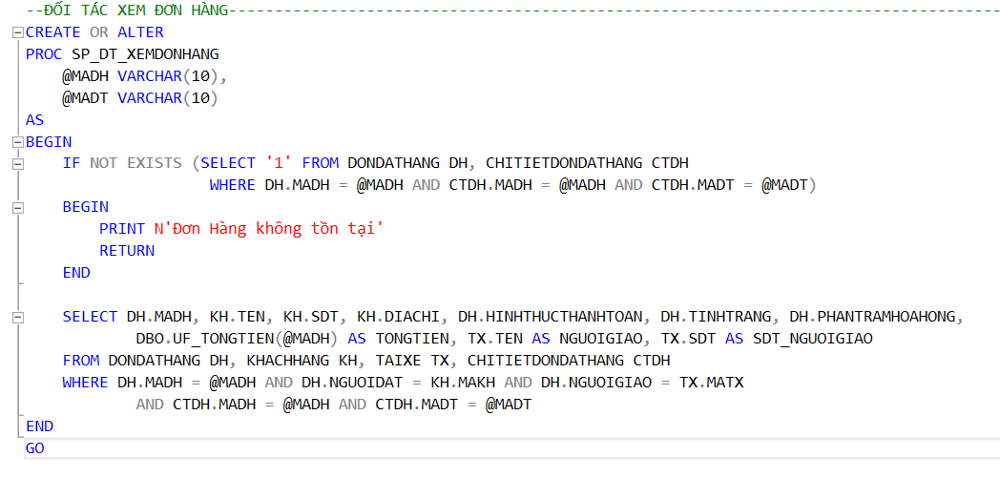 --ĐỐI TÁC XEM ĐƠN HÀNG------------------------------------------------------------------------------------
CREATE OR ALTER
PROC SP_DT_XEMDONHANG
    @MADH VARCHAR(10),
    @MADT VARCHAR(10)
AS
BEGIN
    IF NOT EXISTS (SELECT '1' FROM DONDATHANG DH, CHITIETDONDATHANG CTDH
                    WHERE DH.MADH = @MADH AND CTDH.MADH = @MADH AND CTDH.MADT = @MADT)
    BEGIN
        PRINT N'Đơn Hàng không tồn tại'
        RETURN
    END
    SELECT DH.MADH, KH.TEN, KH.SDT, KH.DIACHI, DH.HINHTHUCTHANHTOAN, DH.TINHTRANG, DH.PHANTRAMHOAHONG,
            DBO.UF_TONGTIEN(@MADH) AS TONGTIEN, TX.TEN AS NGUOIGIAO, TX.SDT AS SDT_NGUOIGIAO
    FROM DONDATHANG DH, KHACHHANG KH, TAIXE TX, CHITIETDONDATHANG CTDH
    WHERE DH.MADH = @MADH AND DH.NGUOIDAT = KH.MAKH AND DH.NGUOIGIAO = TX.MATX
            AND CTDH.MADH = @MADH AND CTDH.MADT = @MADT
END
GO